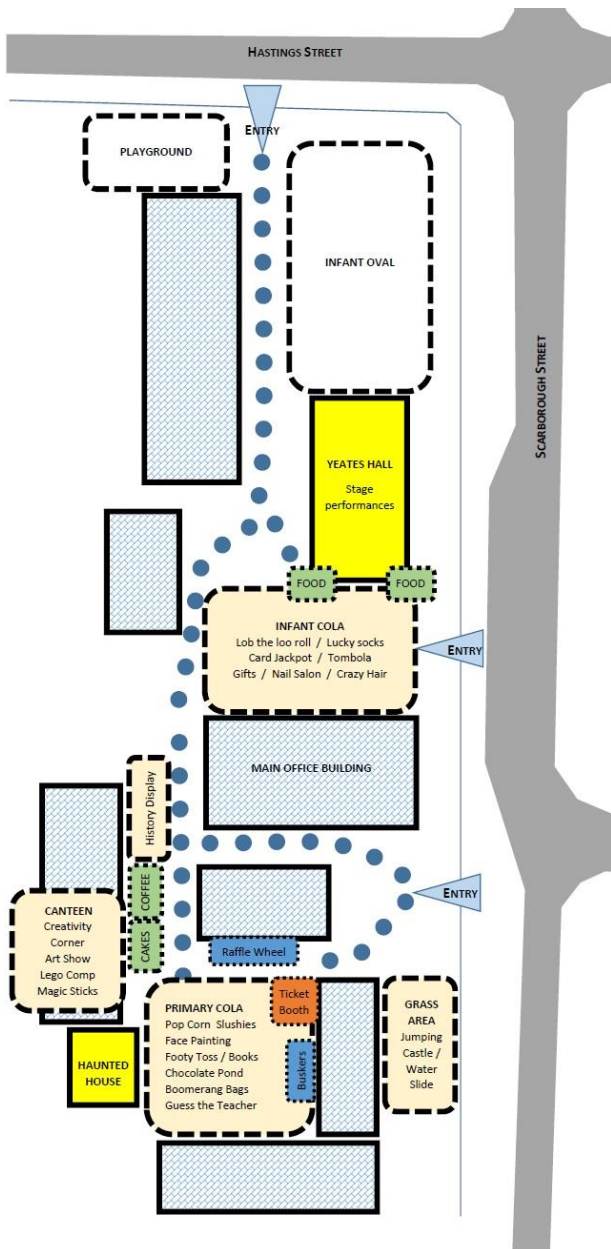 HASTINGS STREET
ENTRY
PLAYGROUND
INFANT OVAL
SCARBOROUGH STREET
YEATES HALL
Stage
performances
FOOD
FOOD
INFANT COLA
Lob the loo roll / Lucky socks
Card Jackpot / Tombola
Gifts / Nail Salon / Crazy Hair
ENTRY
MAIN OFFICE BUILDING
History Display
COFFEE
CAKES
CANTEEN
Creativity
Corner
Art Show
Lego Comp
Magic Sticks
ENTRY
Raffle Wheel
Ticket
Booth
PRIMARY COLA
Pop Corn Slushies
Face Painting
Footy Toss / Books
Chocolate Pond
Boomerang Bags
Guess the Teacher
Buskers
GRASS
AREA
Jumping
Castle /
Water
Slide
HAUNTED
HOUSE